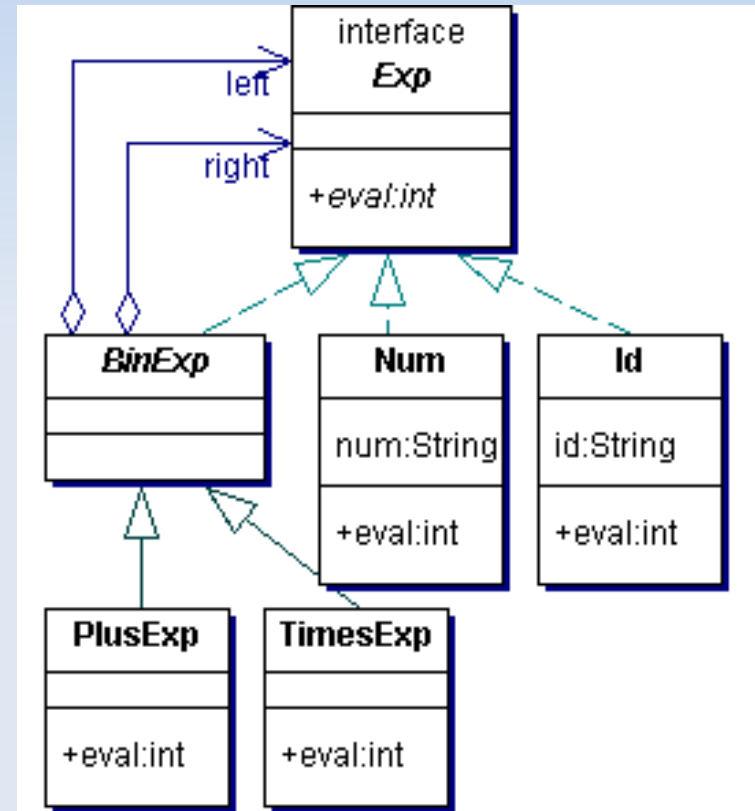 interface
Exp
left
right
+eval:int
BinExp
Num
Id
num:String
id:String
+eval:int
+eval:int
PlusExp
TimesExp
+eval:int
+eval:int